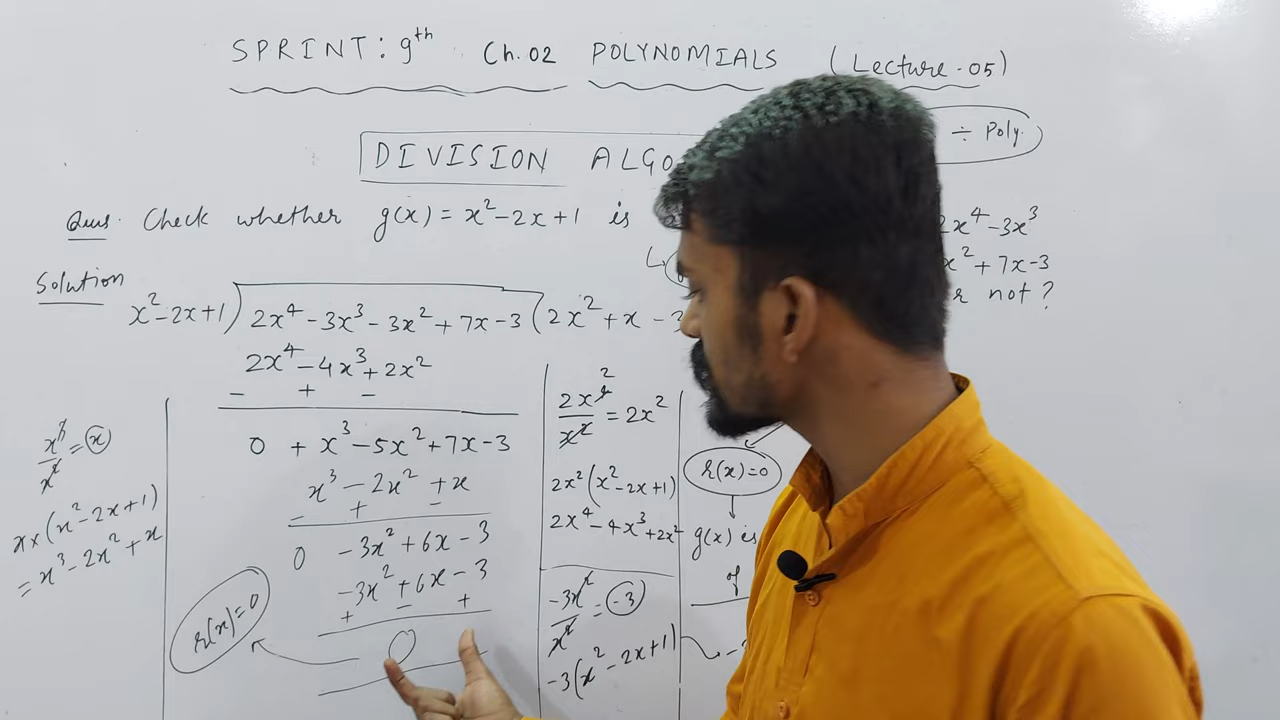 SPRINT: 9th Ch. 02 POLYNOMIALS (Lecture-05)
÷ Poly.
DIVISION ALGO
Ques. Check whether g(x) = x² - 2x + 1 is
2x⁴ - 3x³
x² + 7x - 3
not?
Solution
x² - 2x + 1) 2x⁴ - 3x³ - 3x² + 7x - 3 (2x² + x - 3
2x⁴ - 4x³ + 2x²
- + -
0 + x³ - 5x² + 7x - 3
x³ - 2x² + x
- + -
0 - 3x² + 6x - 3
- 3x² + 6x - 3
+ - +
0
r(x) = 0
x³/x² = x
x × (x² - 2x + 1)
= x³ - 2x² + x
2x⁴/x² = 2x²
2x² (x² - 2x + 1)
2x⁴ - 4x³ + 2x²
-3x²/x² = -3
-3(x² - 2x + 1)
r(x) = 0
g(x) is
of